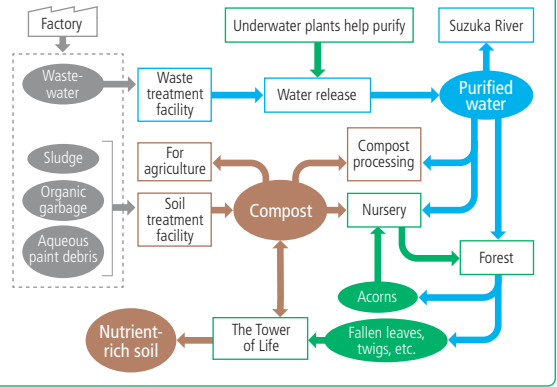 Factory
Underwater plants help purify
Suzuka River
Waste-
water
Waste
treatment
facility
Water release
Purified
water
Sludge
For
agriculture
Compost
processing
Organic
garbage
Soil
treatment
facility
Compost
Nursery
Aqueous
paint debris
Forest
Acorns
Nutrient-
rich soil
The Tower
of Life
Fallen leaves,
twigs, etc.